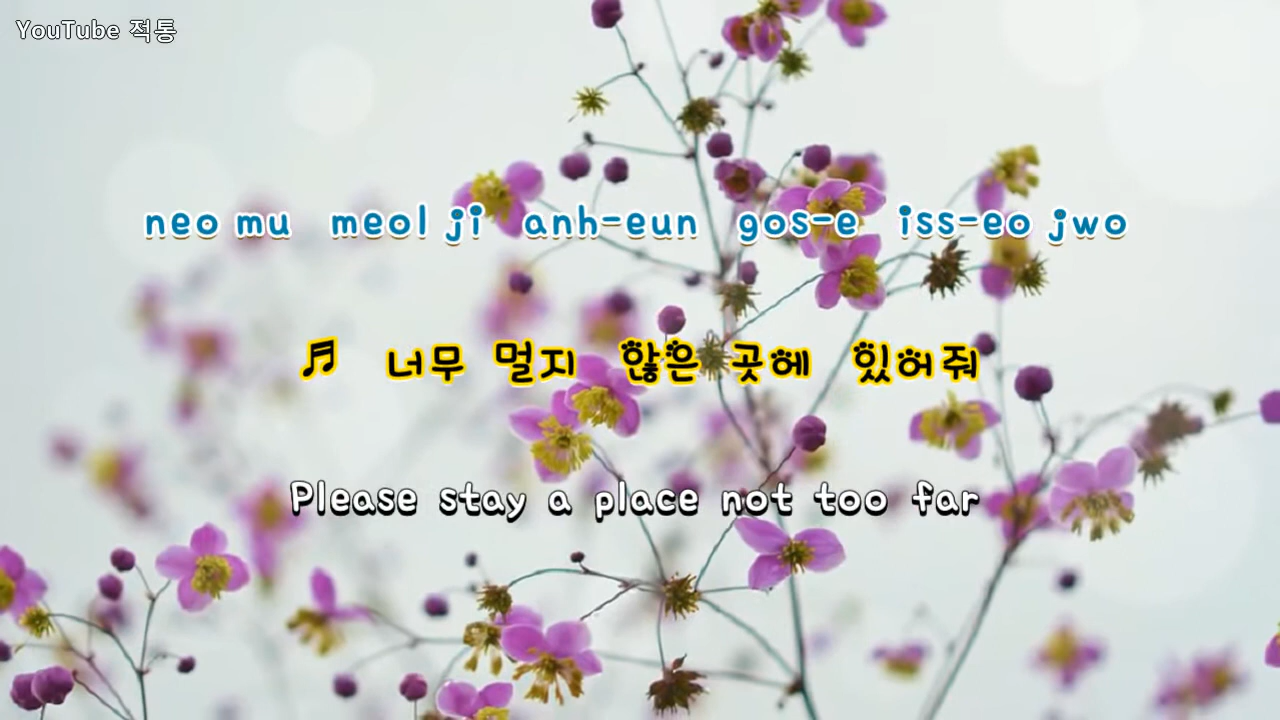 YouTube 적통
neo mu meol ji anh-eun gos-e iss-eo jwo
♬ 너무 멀지 않은 곳에 있어줘
Please stay a place not too far